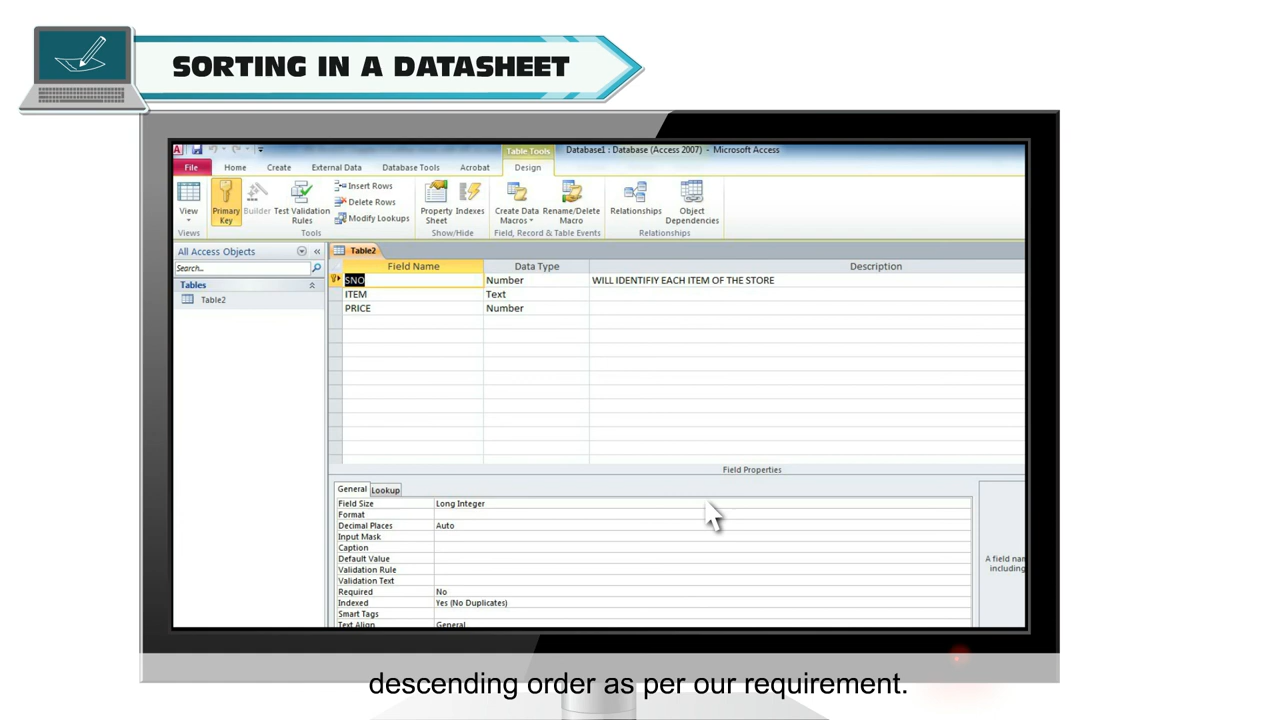 SORTING IN A DATASHEET
Table Tools
Database1 : Database (Access 2007) - Microsoft Access
File Home Create External Data Database Tools Acrobat Design
View
Primary Key
Builder
Test Validation Rules
Insert Rows
Delete Rows
Modify Lookups
Property Sheet
Indexes
Create Data Macros
Rename/Delete Macro
Relationships
Object Dependencies
Views Tools Show/Hide Field, Record & Table Events Relationships
All Access Objects
Search...
Tables
Table2
Table2
Field Name Data Type Description
SNO Number WILL IDENTIFIY EACH ITEM OF THE STORE
ITEM Text
PRICE Number
Field Properties
General Lookup
Field Size Long Integer
Format
Decimal Places Auto
Input Mask
Caption
Default Value
Validation Rule
Validation Text
Required No
Indexed Yes (No Duplicates)
Smart Tags
Text Align General
A field nam
including
descending order as per our requirement.